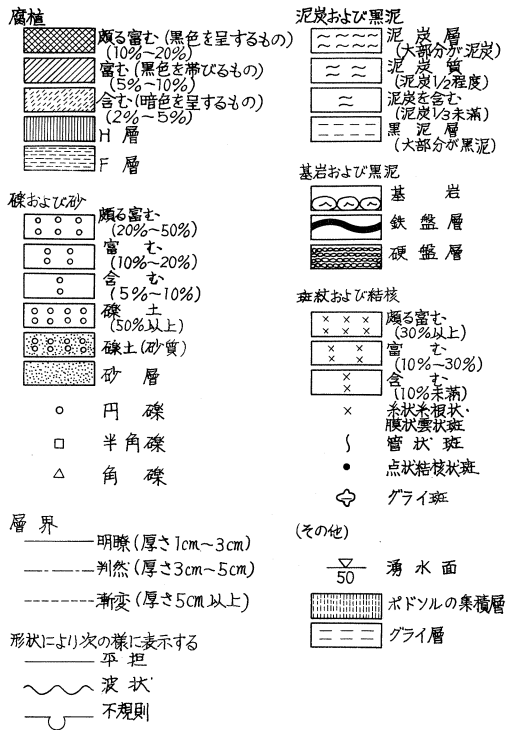 腐植
頗る富む(黒色を呈するもの)
(10%〜20%)
富む(黒色を帯びるもの)
(5%〜10%)
含む(暗色を呈するもの)
(2%〜5%)
H 層
F 層
礫および砂
頗る富む
(20%〜50%)
富 む
(10%〜20%)
含 む
(5%〜10%)
礫 土
(50%以上)
礫土(砂質)
砂 層
円 礫
半角礫
角 礫
層 界
明瞭(厚さ1cm〜3cm)
判然(厚さ3cm〜5cm)
漸変(厚さ5cm以上)
形状により次の様に表示する
平 担
波 状
不規則
泥炭および黒泥
泥 炭 層
(大部分が泥炭)
泥 炭 質
(泥炭1/2程度)
泥炭を含む
(泥炭1/3未満)
黒 泥 層
(大部分が黒泥)
基岩および黒泥
基 岩
鉄 盤 層
硬 盤 層
斑紋および結核
頗る富む
(30%以上)
富 む
(10%〜30%)
含 む
(10%未満)
糸状糸根状・
膜状雲状斑
管 状 斑
点状結核状斑
グライ斑
(その他)
50
湧 水 面
ポドゾルの集積層
グライ層